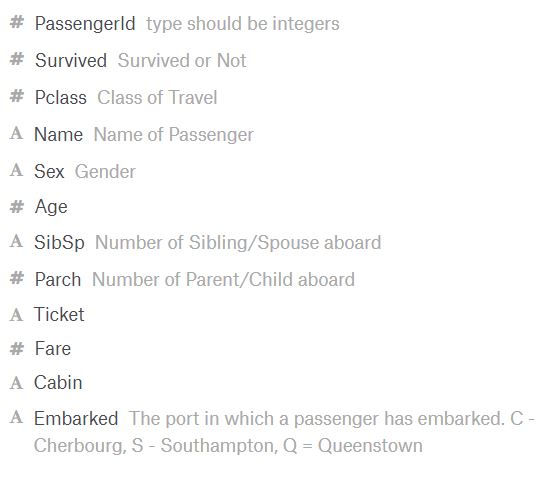 # PassengerId type should be integers
# Survived Survived or Not
# Pclass Class of Travel
A Name Name of Passenger
A Sex Gender
# Age
A SibSp Number of Sibling/Spouse aboard
# Parch Number of Parent/Child aboard
A Ticket
# Fare
A Cabin
A Embarked The port in which a passenger has embarked. C -
Cherbourg, S - Southampton, Q = Queenstown